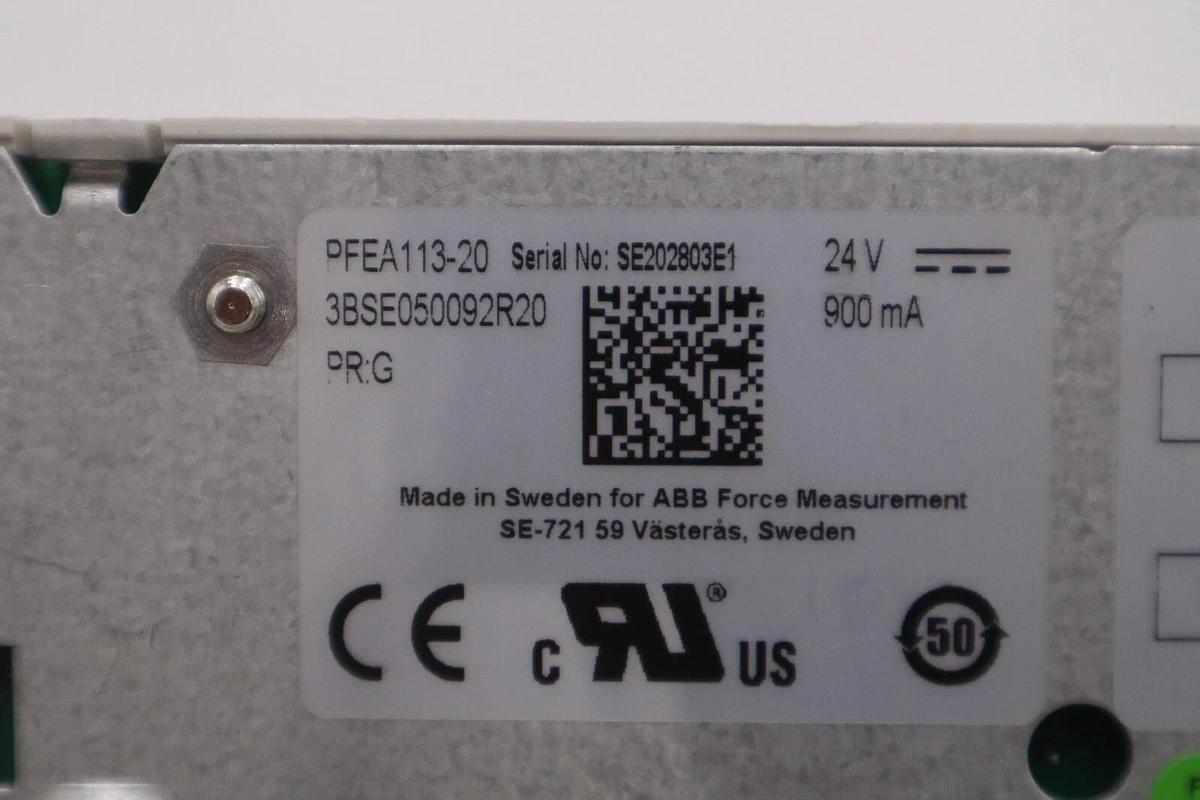 PFEA113-20 Serial No: SE202803E1 24 V
3BSE050092R20 900 mA
PR:G
Made in Sweden for ABB Force Measurement
SE-721 59 Västerås, Sweden
CE
C RU® US
50